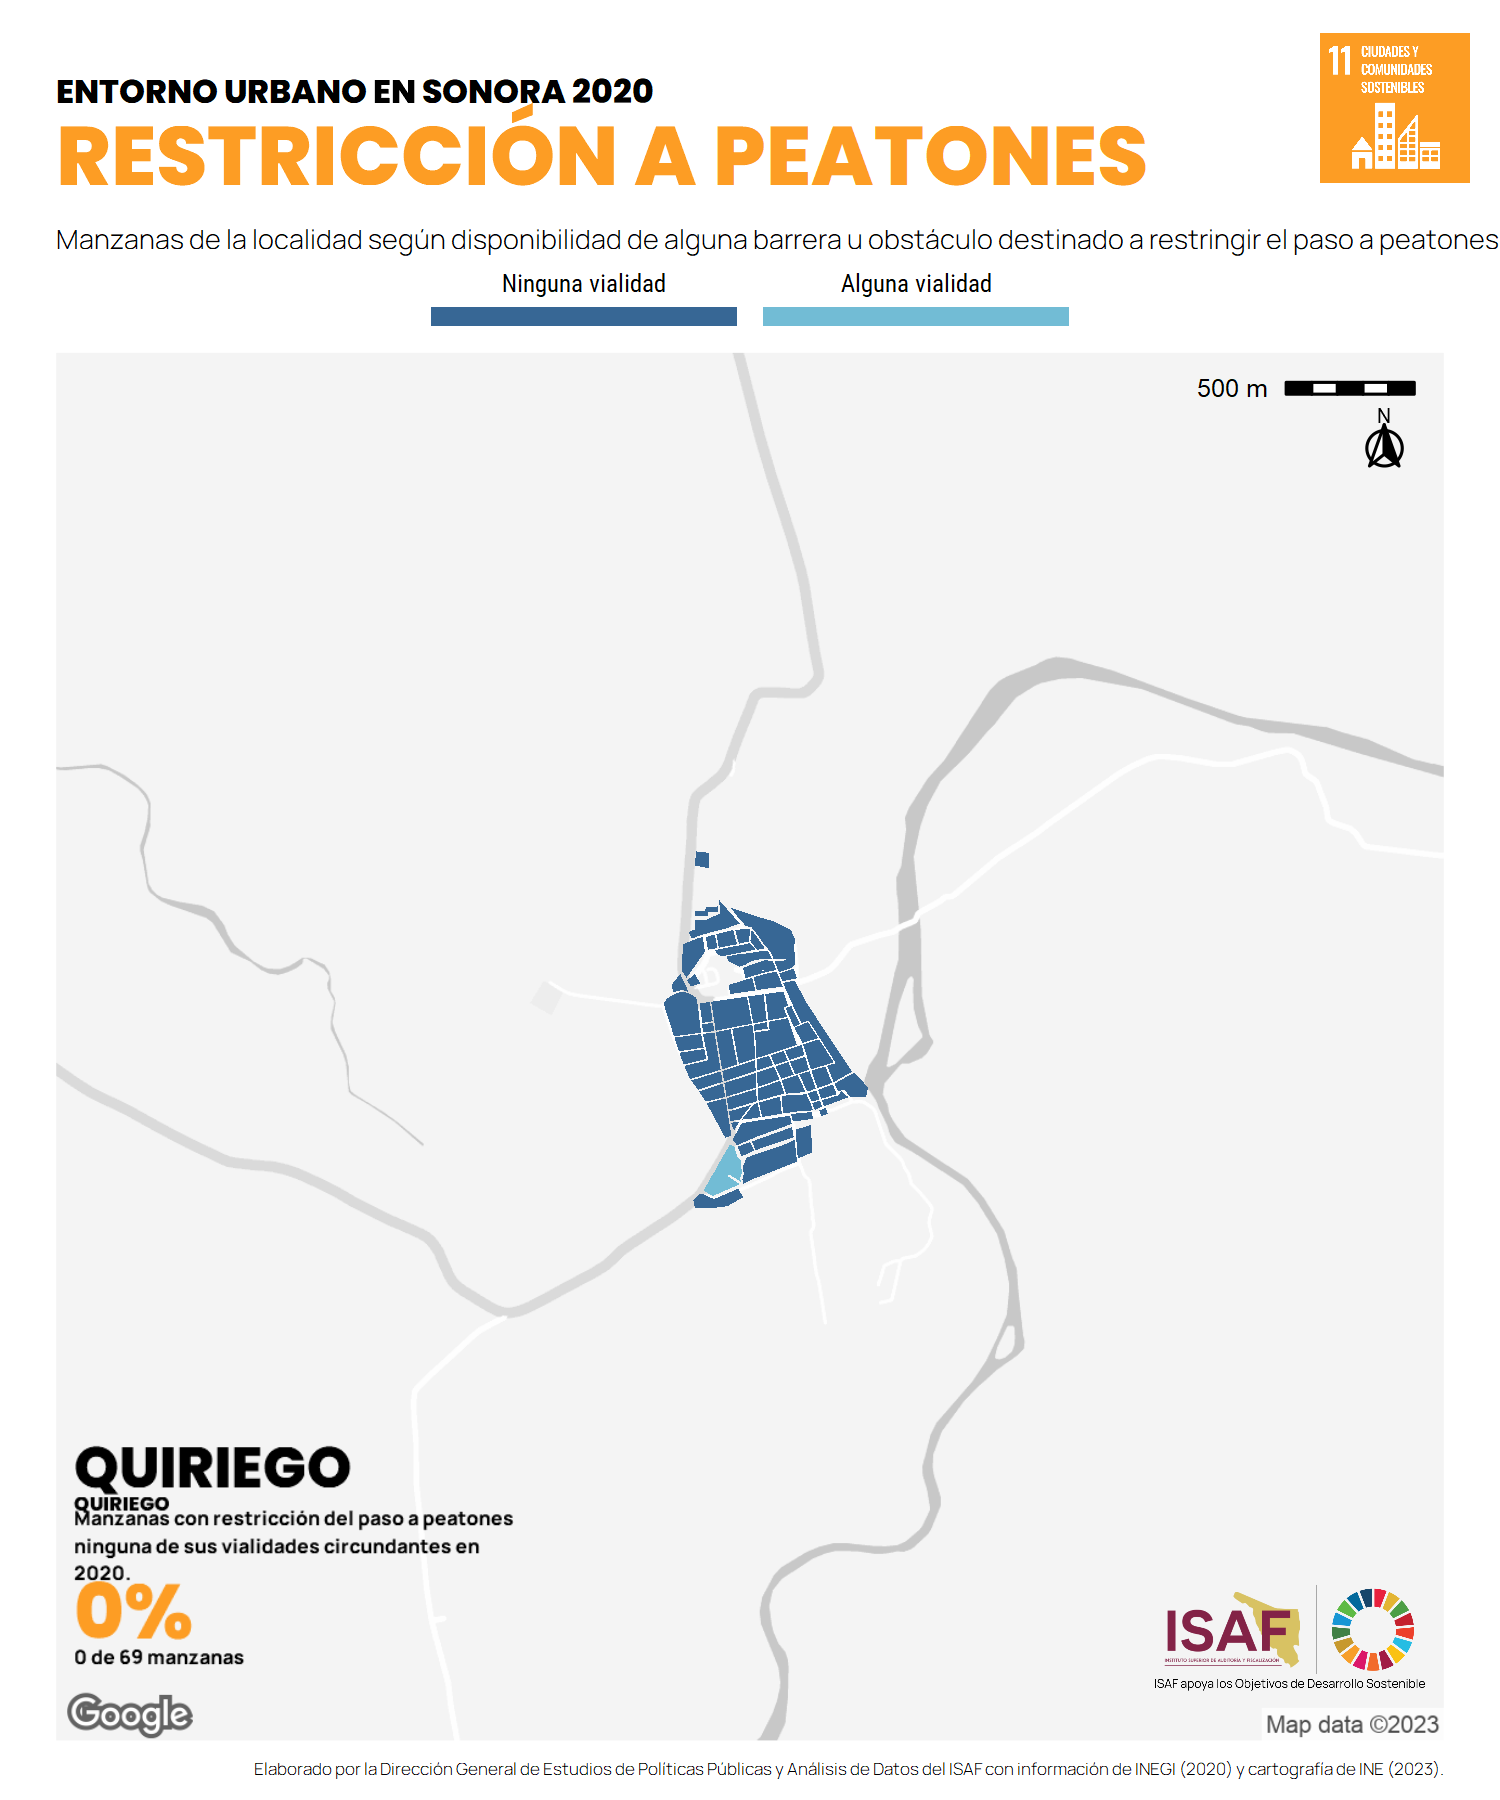 ENTORNO URBANO EN SONORA 2020
RESTRICCIÓN A PEATONES
11 CIUDADES Y
COMUNIDADES
SOSTENIBLES
Manzanas de la localidad según disponibilidad de alguna barrera u obstáculo destinado a restringir el paso a peatones
Ninguna vialidad
Alguna vialidad
500 m
N
QUIRIEGO
QUIRIEGO
Manzanas con restricción del paso a peatones
ninguna de sus vialidades circundantes en
2020.
0%
0 de 69 manzanas
Google
ISAF
INSTITUTO SUPERIOR DE AUDITORÍA Y FISCALIZACIÓN
ISAF apoya los Objetivos de Desarrollo Sostenible
Map data ©2023
Elaborado por la Dirección General de Estudios de Políticas Públicas y Análisis de Datos del ISAF con información de INEGI (2020) y cartografía de INE (2023).